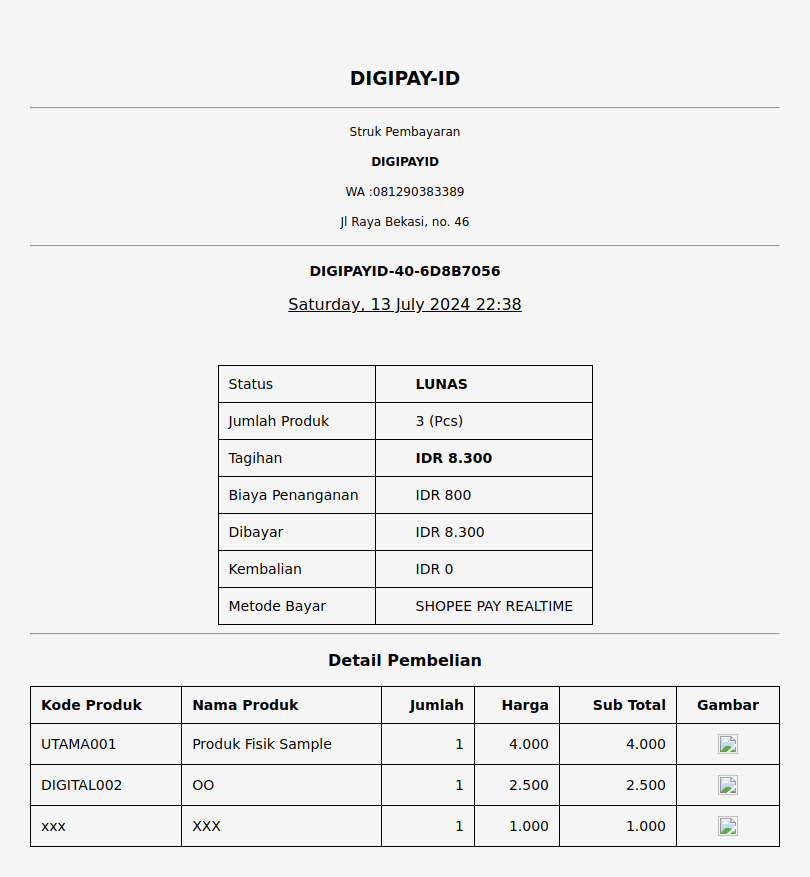 DIGIPAY-ID
Struk Pembayaran
DIGIPAYID
WA :081290383389
Jl Raya Bekasi, no. 46
DIGIPAYID-40-6D8B7056
Saturday, 13 July 2024 22:38
Status LUNAS
Jumlah Produk 3 (Pcs)
Tagihan IDR 8.300
Biaya Penanganan IDR 800
Dibayar IDR 8.300
Kembalian IDR 0
Metode Bayar SHOPEE PAY REALTIME
Detail Pembelian
Kode Produk Nama Produk Jumlah Harga Sub Total Gambar
UTAMA001 Produk Fisik Sample 1 4.000 4.000
DIGITAL002 OO 1 2.500 2.500
xxx XXX 1 1.000 1.000